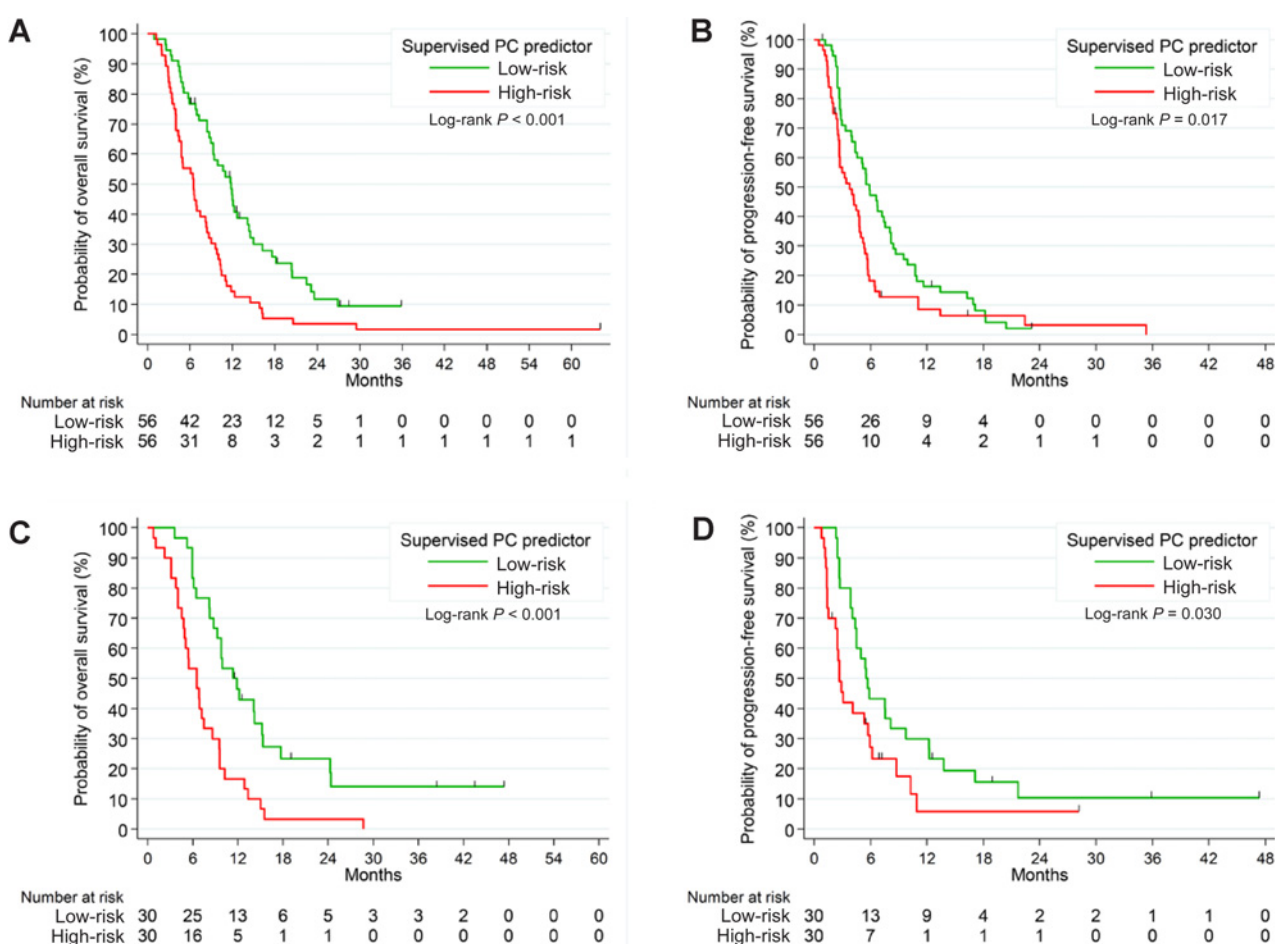 A
Probability of overall survival (%)
100
90
80
70
60
50
40
30
20
10
0
Supervised PC predictor
Low-risk
High-risk
Log-rank P < 0.001
0 6 12 18 24 30 36 42 48 54 60
Months
Number at risk
Low-risk 56 42 23 12 5 1 0 0 0 0 0
High-risk 56 31 8 3 2 1 1 1 1 1 1
B
Probability of progression-free survival (%)
100
90
80
70
60
50
40
30
20
10
0
Supervised PC predictor
Low-risk
High-risk
Log-rank P = 0.017
0 6 12 18 24 30 36 42 48
Months
Number at risk
Low-risk 56 26 9 4 0 0 0 0 0
High-risk 56 10 4 2 1 1 0 0 0
C
Probability of overall survival (%)
100
90
80
70
60
50
40
30
20
10
0
Supervised PC predictor
Low-risk
High-risk
Log-rank P < 0.001
0 6 12 18 24 30 36 42 48 54 60
Months
Number at risk
Low-risk 30 25 13 6 5 3 3 2 0 0 0
High-risk 30 16 5 1 1 0 0 0 0 0 0
D
Probability of progression-free survival (%)
100
90
80
70
60
50
40
30
20
10
0
Supervised PC predictor
Low-risk
High-risk
Log-rank P = 0.030
0 6 12 18 24 30 36 42 48
Months
Number at risk
Low-risk 30 13 9 4 2 2 1 1 0
High-risk 30 7 1 1 1 0 0 0 0